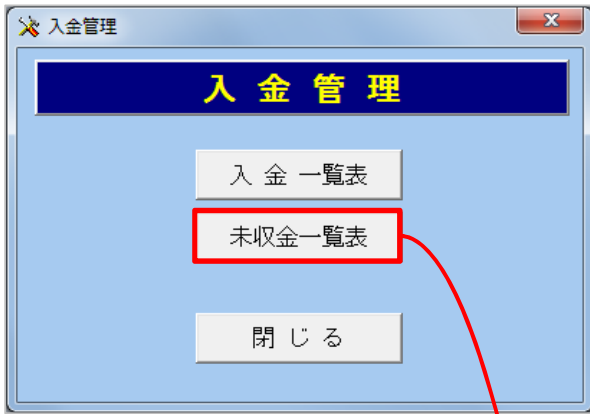 入金管理
入 金 管 理
入 金 一覧表
未収金一覧表
閉 じ る